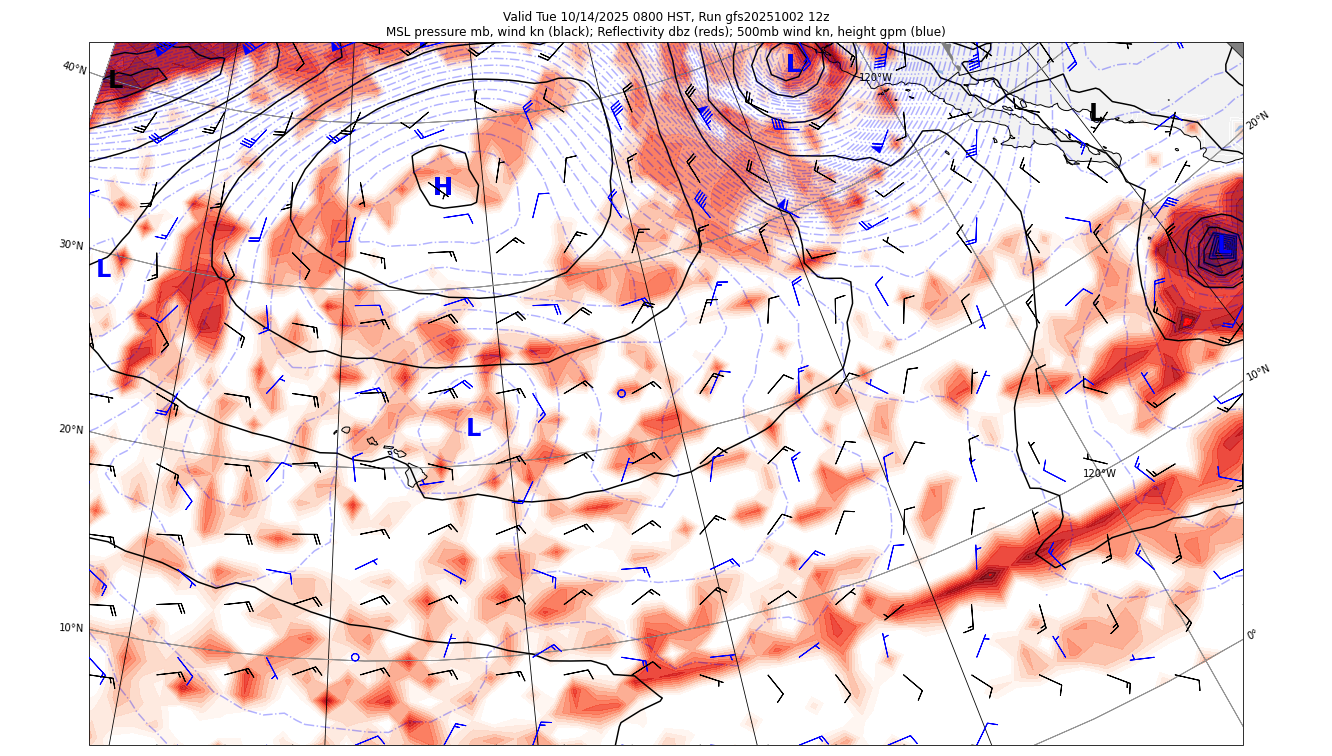 Valid Tue 10/14/2025 0800 HST, Run gfs20251002 12z
MSL pressure mb, wind kn (black); Reflectivity dbz (reds); 500mb wind kn, height gpm (blue)
40°N
L
L
120°W
L
20°N
H
30°N
L
L
10°N
20°N
L
120°W
10°N
0°